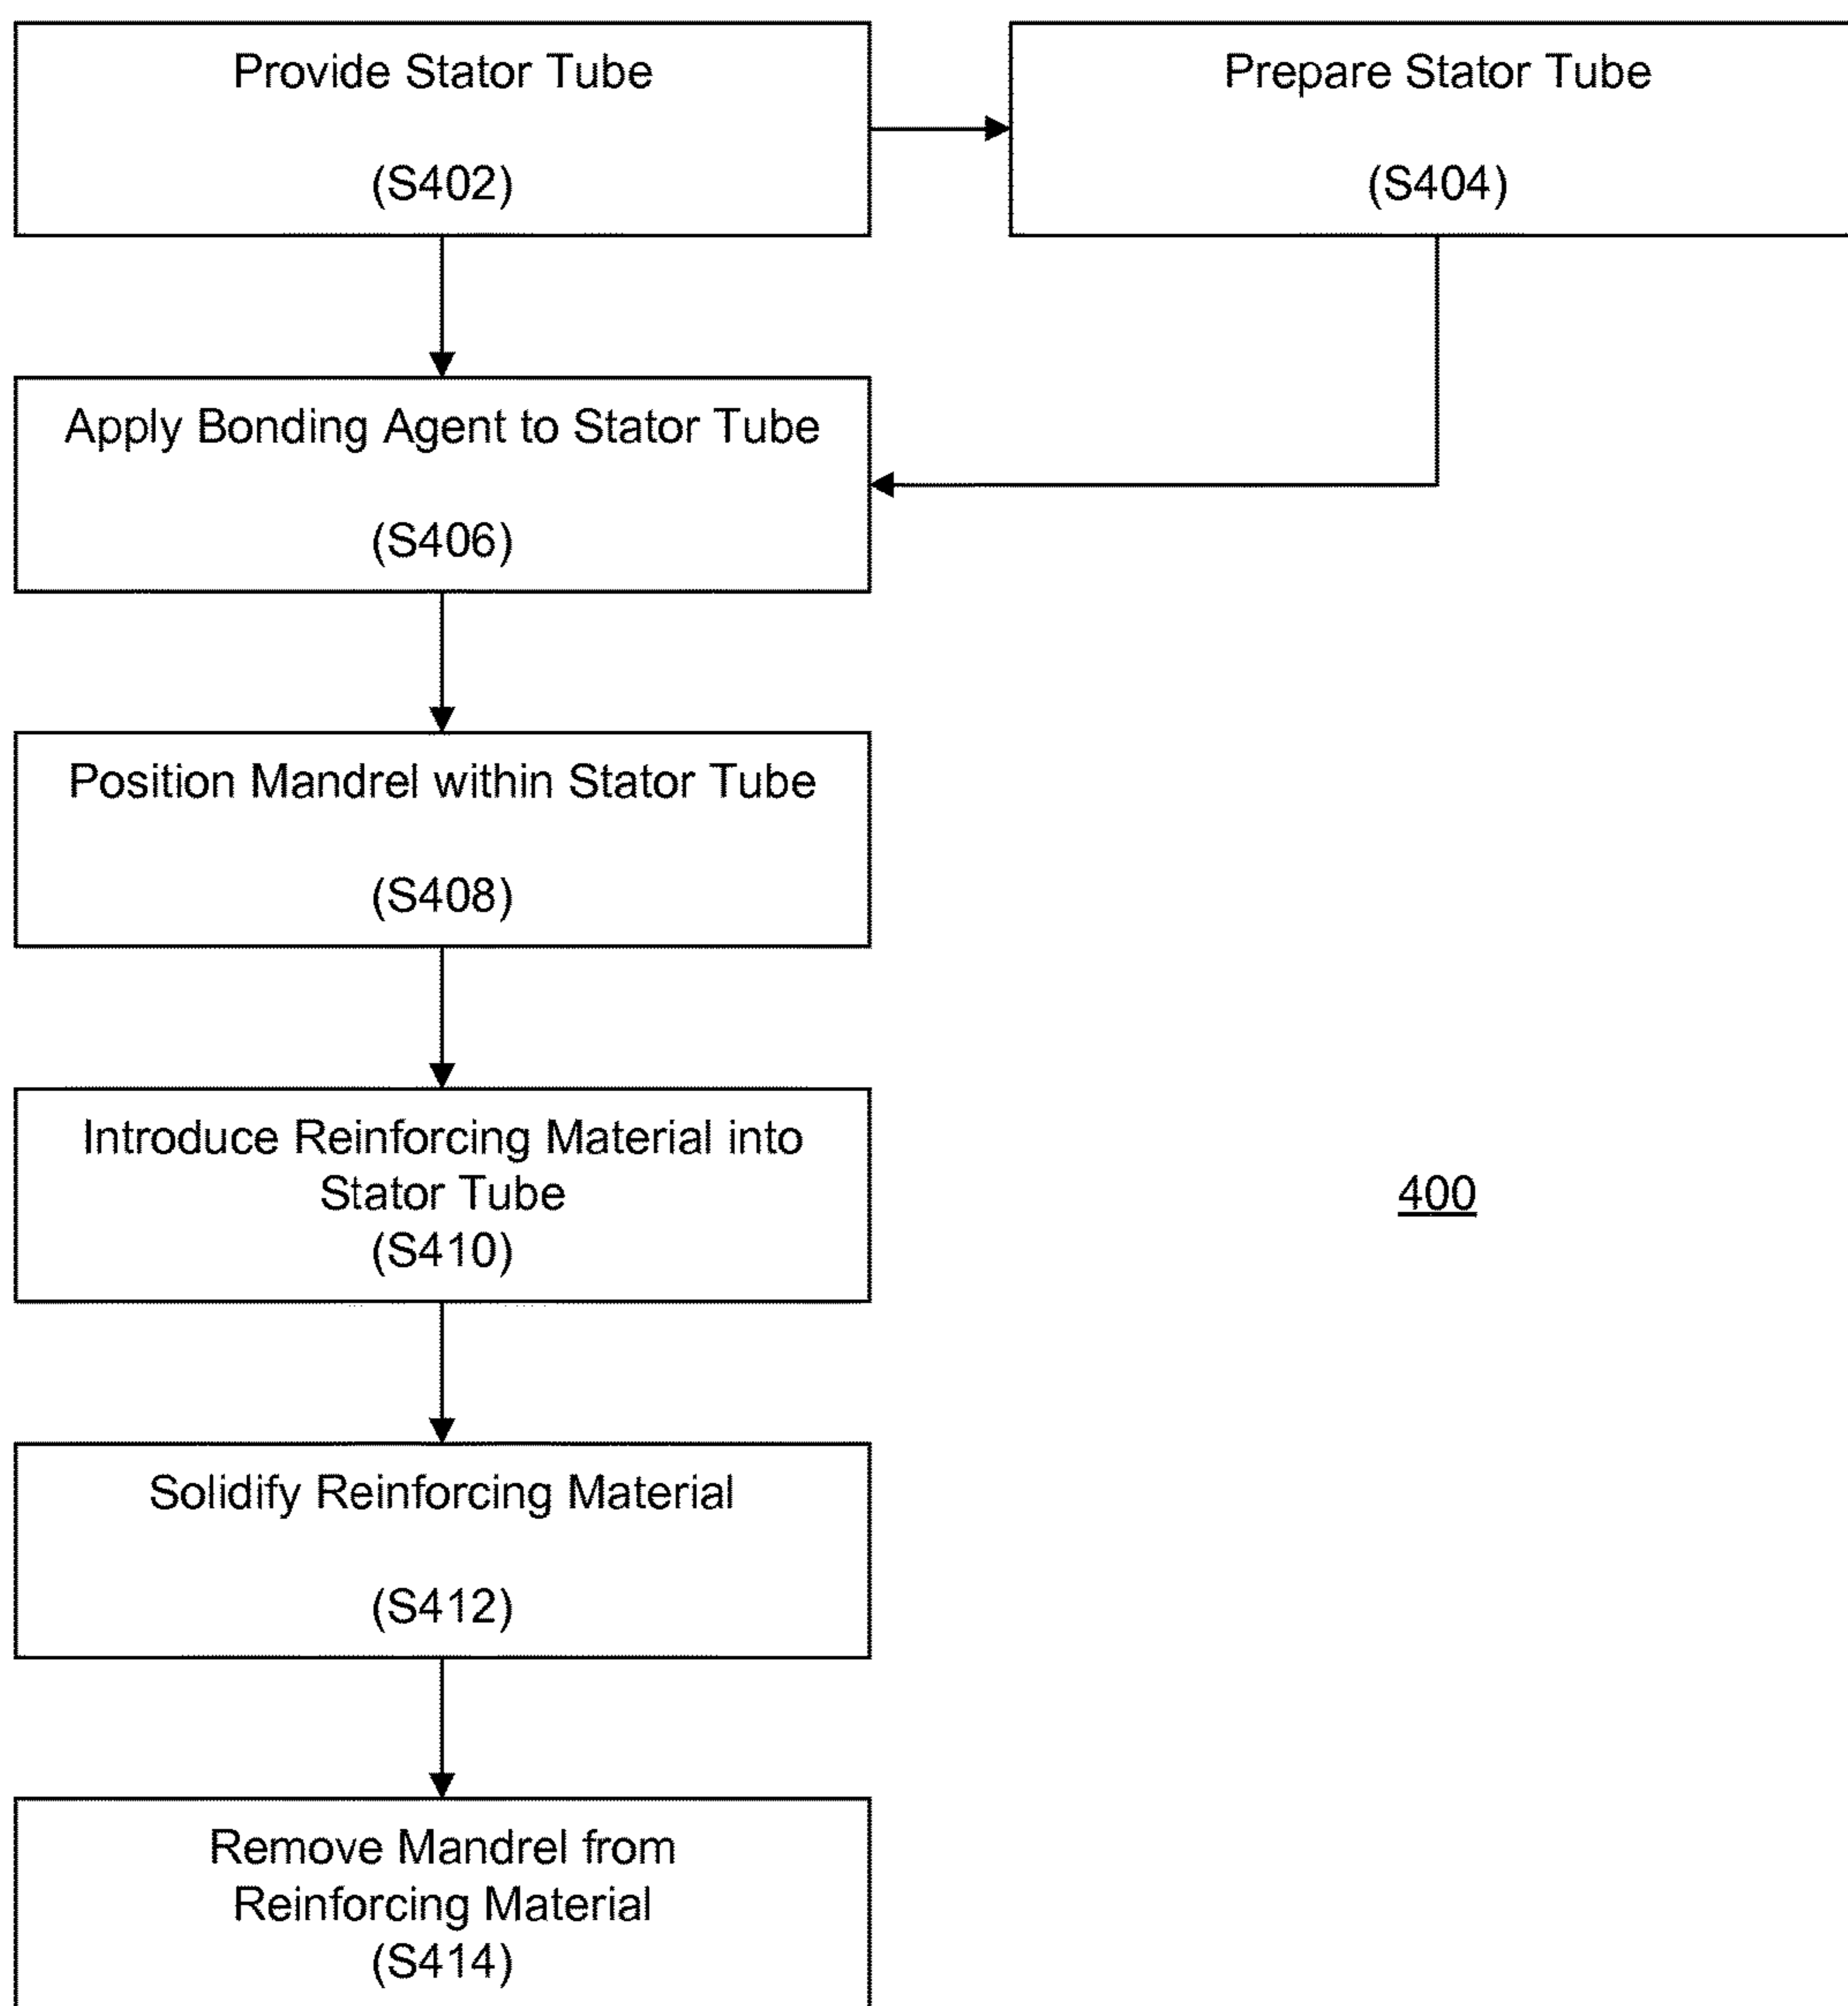 Provide Stator Tube
(S402)
Prepare Stator Tube
(S404)
Apply Bonding Agent to Stator Tube
(S406)
Position Mandrel within Stator Tube
(S408)
Introduce Reinforcing Material into
Stator Tube
(S410)
400
Solidify Reinforcing Material
(S412)
Remove Mandrel from
Reinforcing Material
(S414)